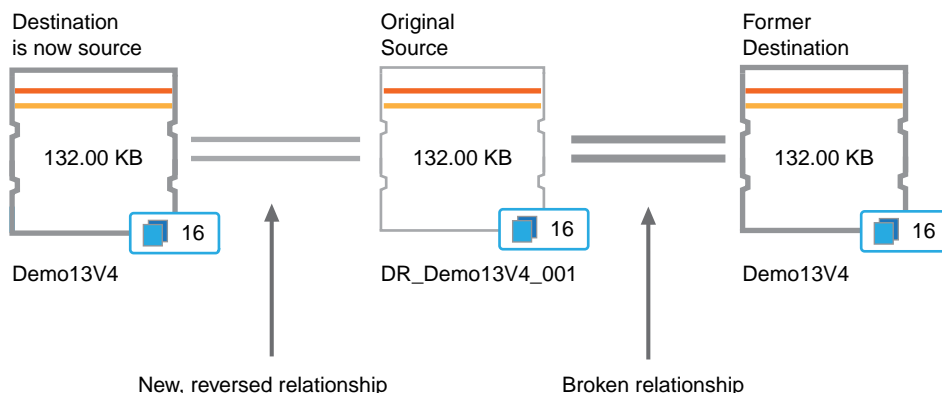 Destination
is now source
Original
Source
Former
Destination
132.00 KB
132.00 KB
132.00 KB
16
16
16
Demo13V4
DR_Demo13V4_001
Demo13V4
New, reversed relationship
Broken relationship